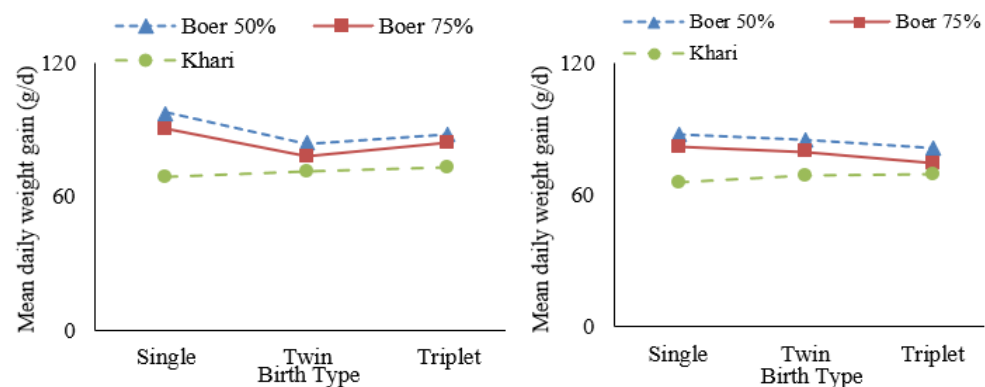 Boer 50% Boer 75%
Khari
Mean daily weight gain (g/d)
120
60
0
Single Twin Triplet
Birth Type
Boer 50% Boer 75%
Khari
Mean daily weight gain (g/d)
120
60
0
Single Twin Triplet
Birth Type